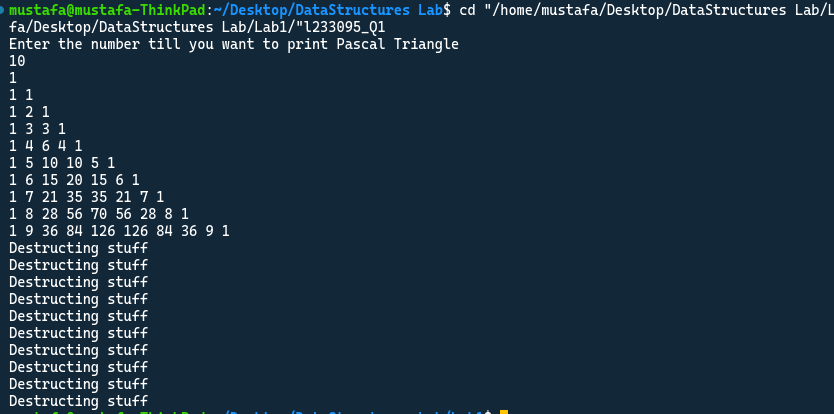 mustafa@mustafa-ThinkPad:~/Desktop/DataStructures Lab$ cd "/home/mustafa/Desktop/DataStructures Lab/L
fa/Desktop/DataStructures Lab/Lab1/"l233095_Q1
Enter the number till you want to print Pascal Triangle
10
1
1 1
1 2 1
1 3 3 1
1 4 6 4 1
1 5 10 10 5 1
1 6 15 20 15 6 1
1 7 21 35 35 21 7 1
1 8 28 56 70 56 28 8 1
1 9 36 84 126 126 84 36 9 1
Destructing stuff
Destructing stuff
Destructing stuff
Destructing stuff
Destructing stuff
Destructing stuff
Destructing stuff
Destructing stuff
Destructing stuff
Destructing stuff